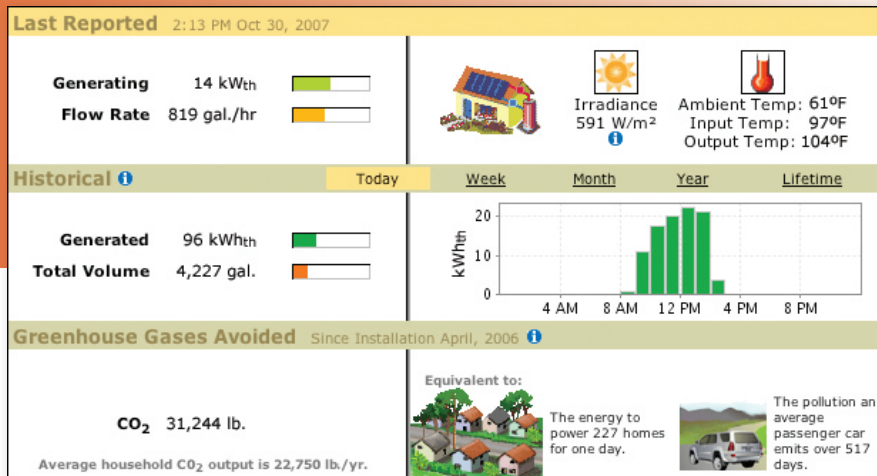 Last Reported 2:13 PM Oct 30, 2007
Generating 14 kWth
Flow Rate 819 gal./hr
Irradiance
591 W/m²
Ambient Temp: 61ºF
Input Temp: 97ºF
Output Temp: 104ºF
Historical Today Week Month Year Lifetime
Generated 96 kWhth
Total Volume 4,227 gal.
kWhth
20
10
0
4 AM 8 AM 12 PM 4 PM 8 PM
Greenhouse Gases Avoided Since Installation April, 2006
CO2 31,244 lb.
Average household CO2 output is 22,750 lb./yr.
Equivalent to:
The energy to
power 227 homes
for one day.
The pollution an
average
passenger car
emits over 517
days.